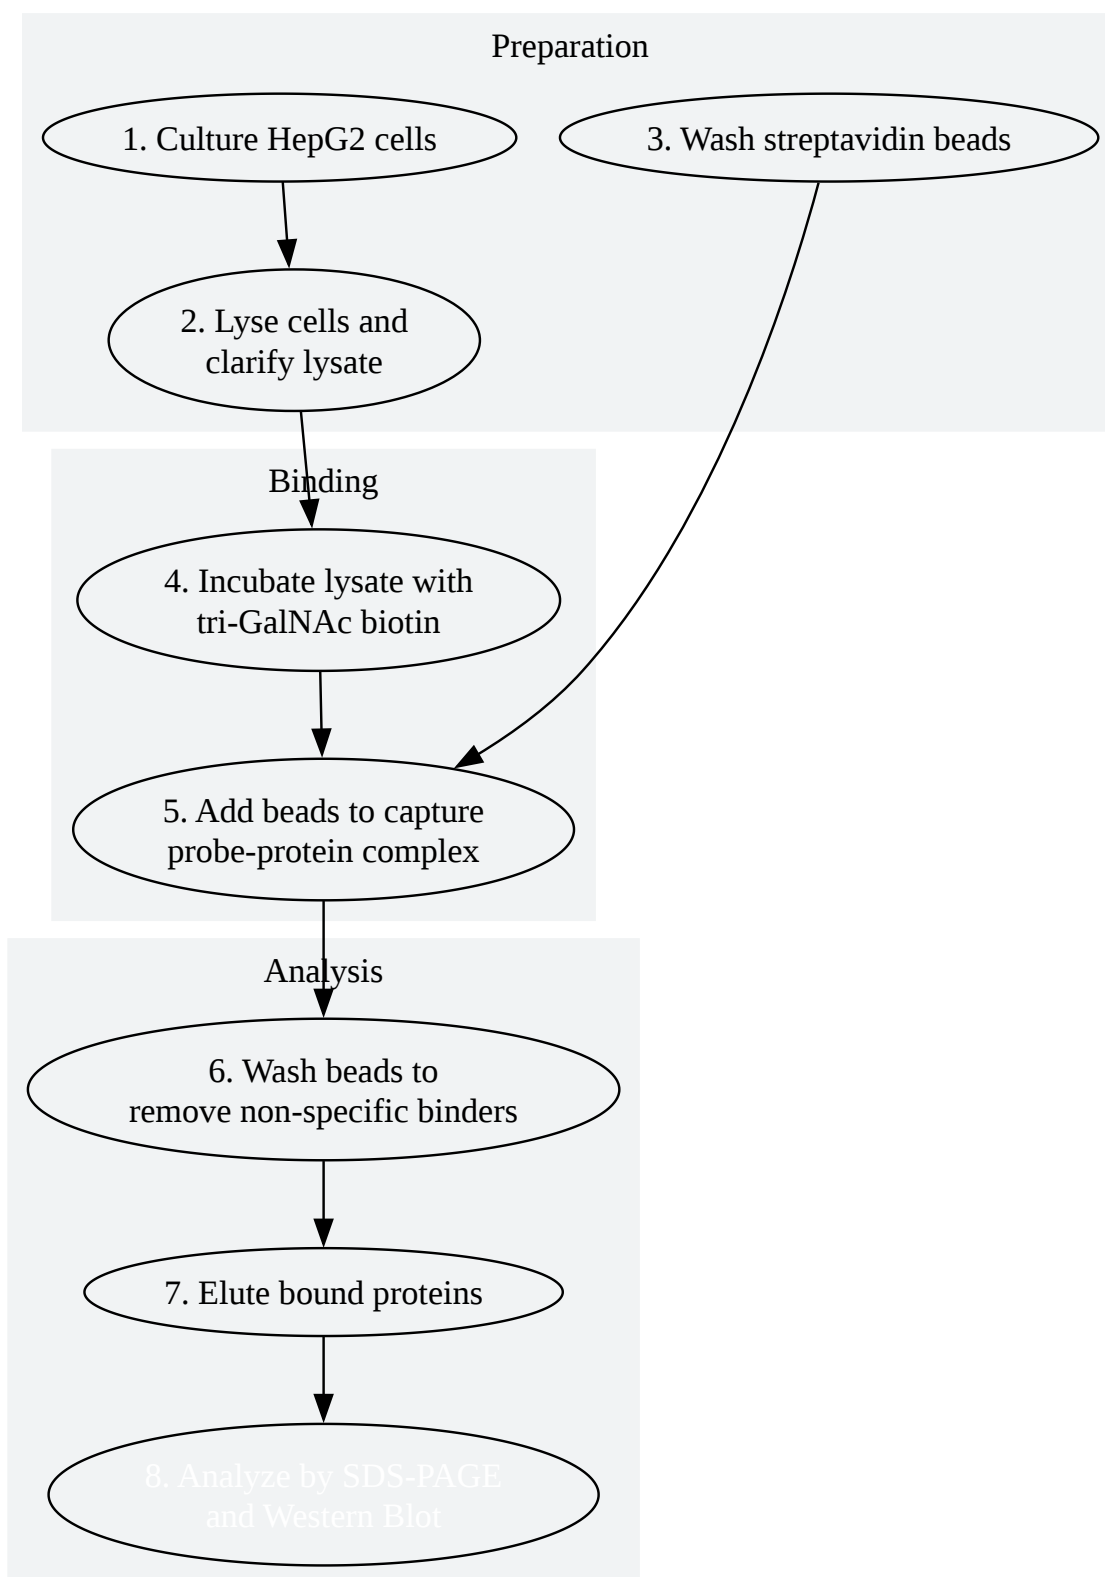 Preparation
1. Culture HepG2 cells
3. Wash streptavidin beads
2. Lyse cells and
clarify lysate
Binding
4. Incubate lysate with
tri-GalNAc biotin
5. Add beads to capture
probe-protein complex
Analysis
6. Wash beads to
remove non-specific binders
7. Elute bound proteins
8. Analyze by SDS-PAGE
and Western Blot